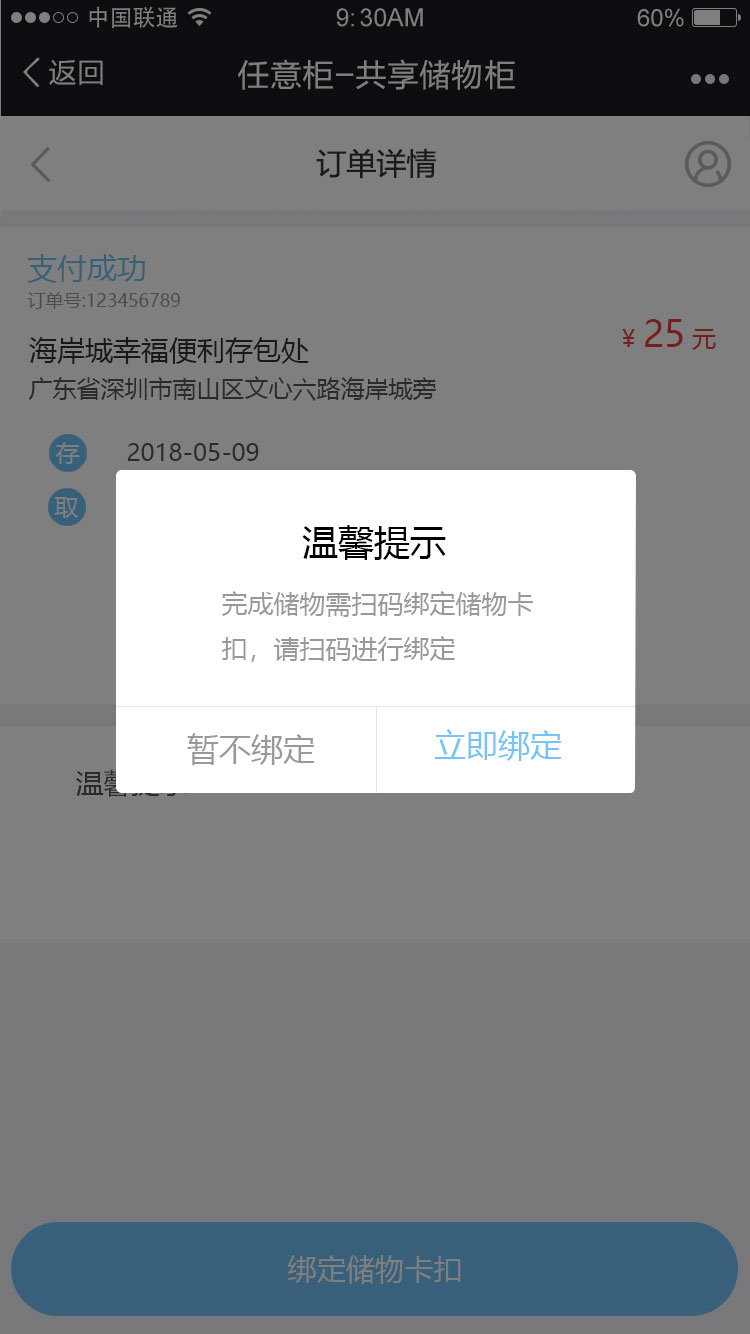 中国联通 9:30AM 60%
返回 任意柜-共享储物柜
订单详情
支付成功
订单号:123456789
¥ 25 元
海岸城幸福便利存包处
广东省深圳市南山区文心六路海岸城旁
存 2018-05-09
取
温馨提示
完成储物需扫码绑定储物卡
扣，请扫码进行绑定
暂不绑定 立即绑定
温馨提示
绑定储物卡扣